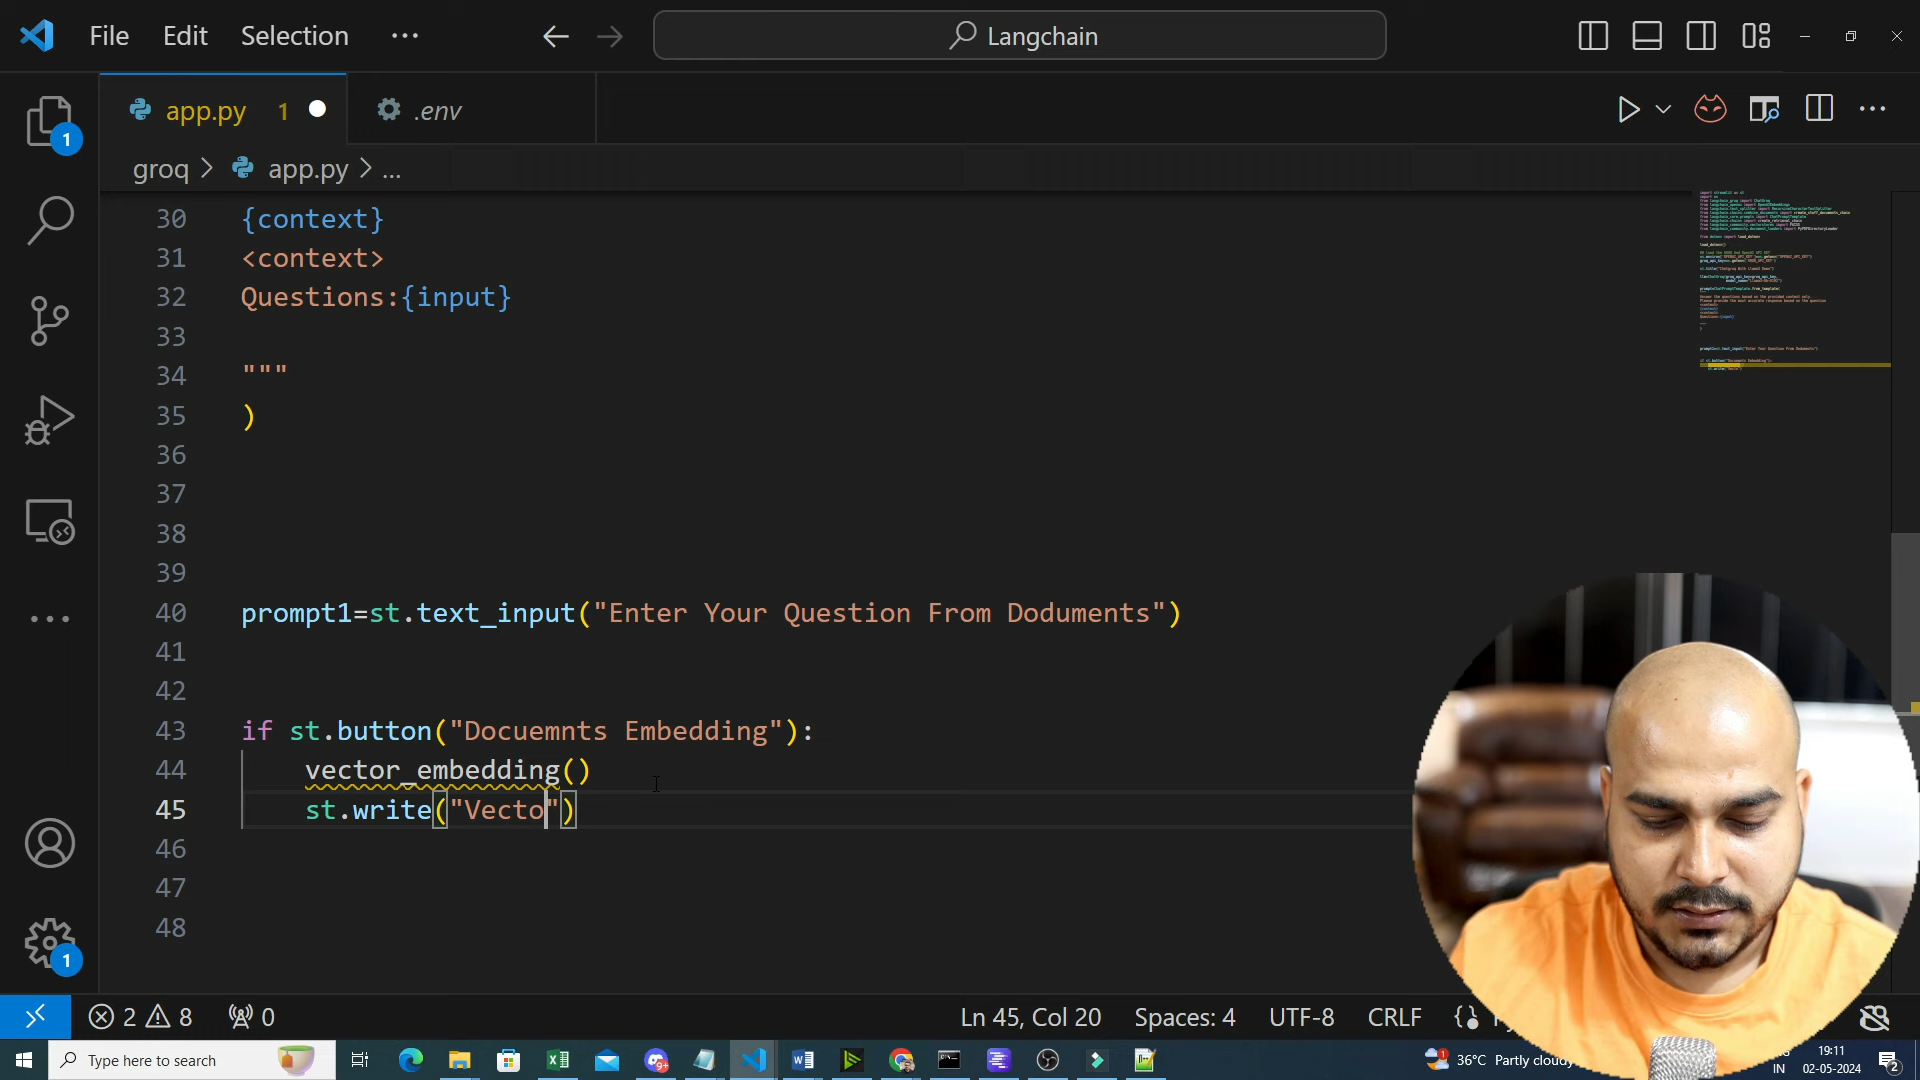 File Edit Selection ··· Langchain
app.py 1 .env
groq > app.py > ...
30 {context}
31 <context>
32 Questions:{input}
33
34 """
35 )
36
37
38
39
40 prompt1=st.text_input("Enter Your Question From Doduments")
41
42
43 if st.button("Docuemnts Embedding"):
44 vector_embedding()
45 st.write("Vecto")
46
47
48
1
1
2 8 0 Ln 45, Col 20 Spaces: 4 UTF-8 CRLF
Type here to search 36°C Partly cloudy 19:11
IN 02-05-2024 2